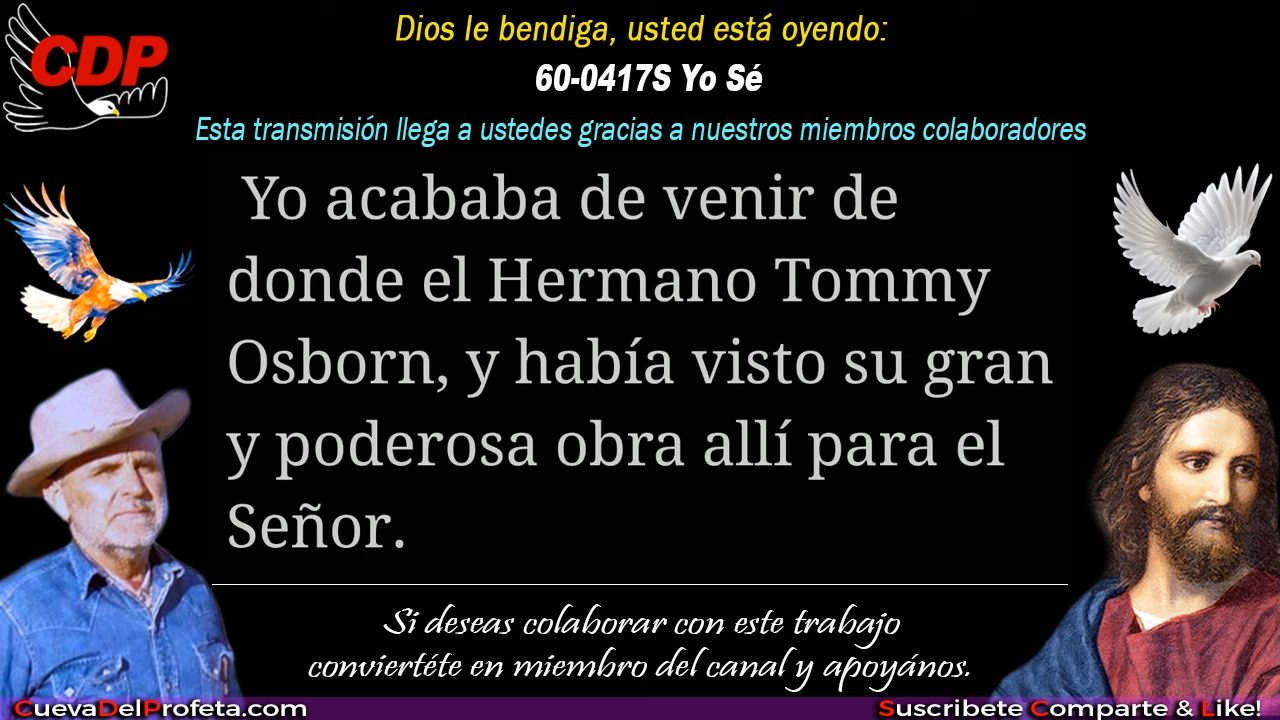 CDP
Dios le bendiga, usted está oyendo:
60-0417S Yo Sé
Esta transmisión llega a ustedes gracias a nuestros miembros colaboradores
Yo acababa de venir de
donde el Hermano Tommy
Osborn, y había visto su gran
y poderosa obra allí para el
Señor.
Si deseas colaborar con este trabajo
conviertéte en miembro del canal y apoyános.
CuevaDelProfeta.com
Suscribete Comparte & Like!